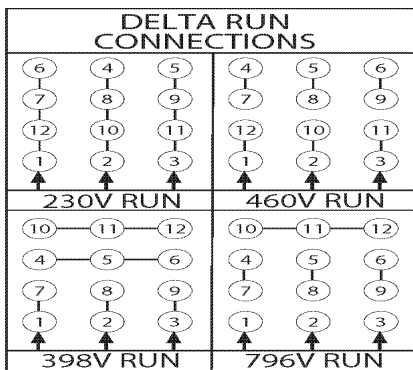 DELTA RUN
CONNECTIONS
6 4 5 4 5 6
7 8 9 7 8 9
12 10 11 12 10 11
1 2 3 1 2 3
230V RUN 460V RUN
10 11 12 10 11 12
4 5 6 4 5 6
7 8 9 7 8 9
1 2 3 1 2 3
398V RUN 796V RUN